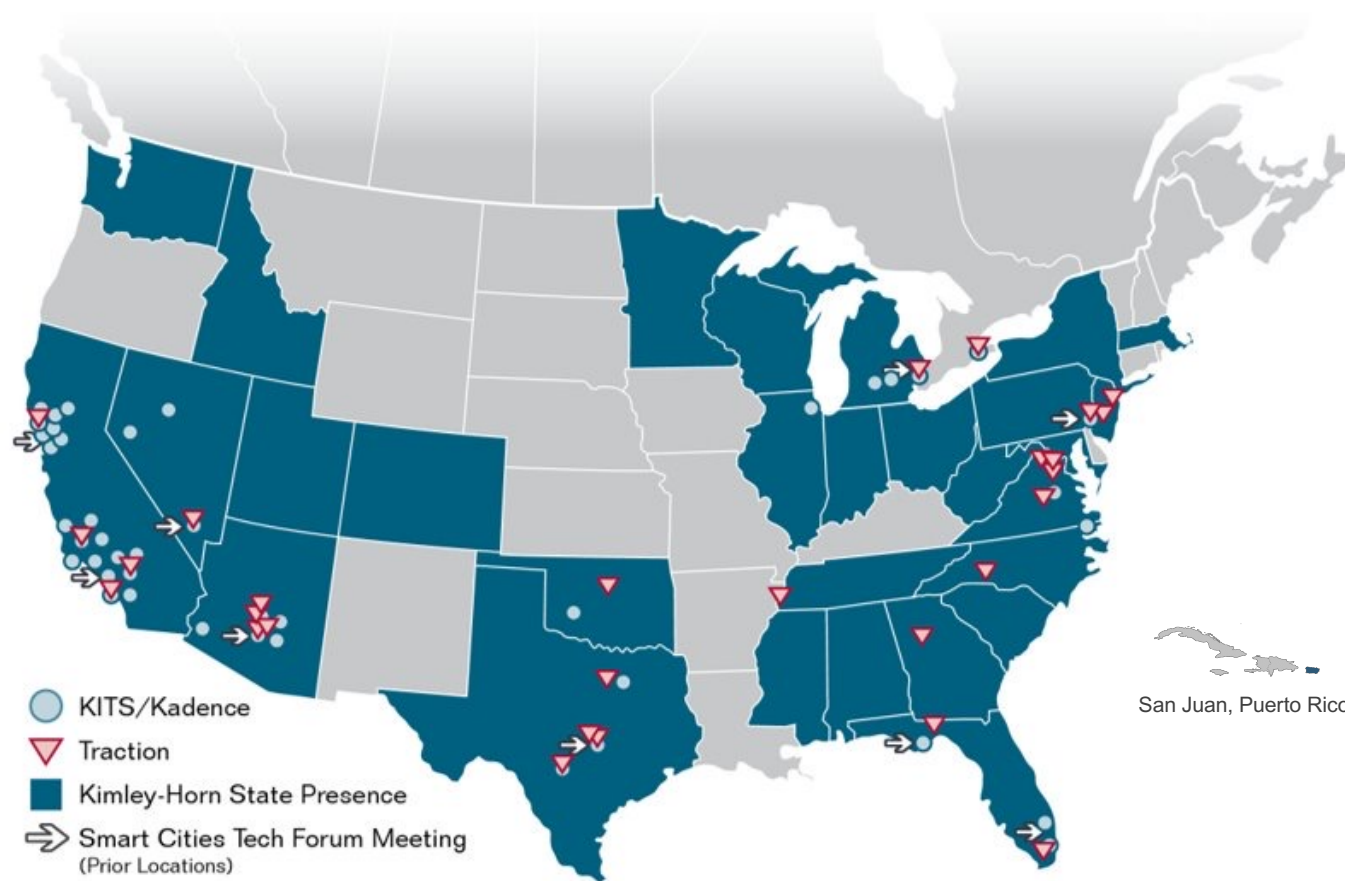 San Juan, Puerto Rico
KITS/Kadence
Traction
Kimley-Horn State Presence
Smart Cities Tech Forum Meeting
(Prior Locations)